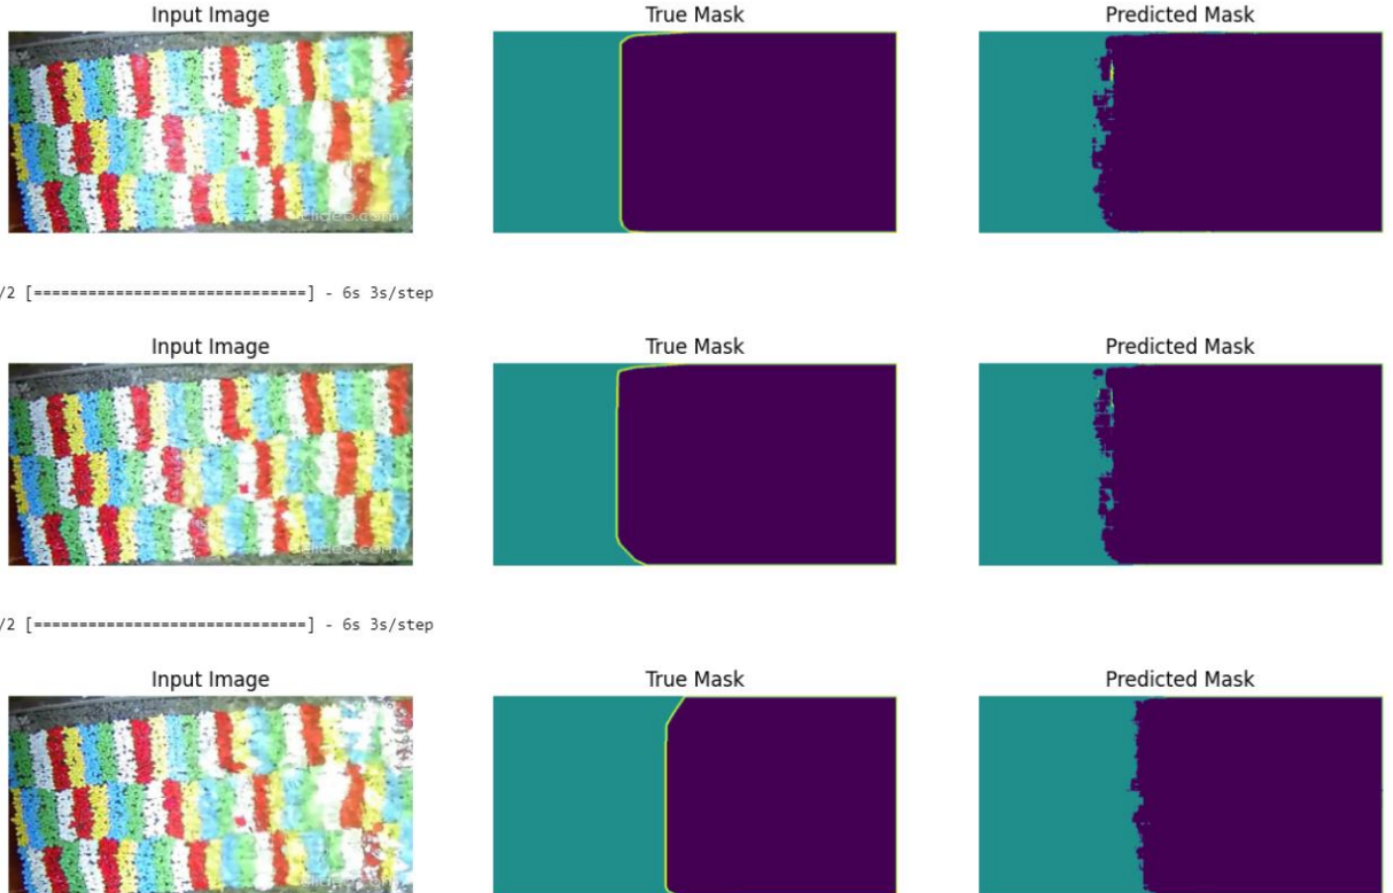 Input Image True Mask Predicted Mask
/2 [==============================] - 6s 3s/step
Input Image True Mask Predicted Mask
/2 [==============================] - 6s 3s/step
Input Image True Mask Predicted Mask